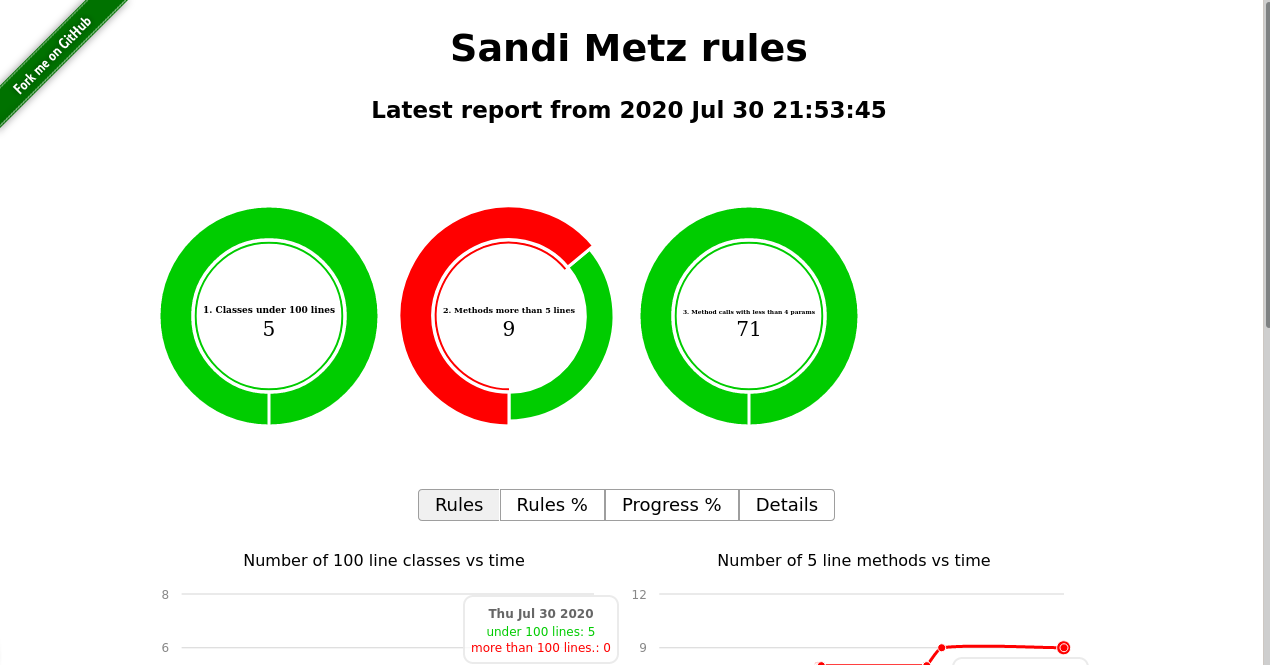 Fork me on GitHub
Sandi Metz rules
Latest report from 2020 Jul 30 21:53:45
1. Classes under 100 lines
5
2. Methods more than 5 lines
9
3. Method calls with less than 4 params
71
Rules
Rules %
Progress %
Details
Number of 100 line classes vs time
8
6
Thu Jul 30 2020
under 100 lines: 5
more than 100 lines.: 0
Number of 5 line methods vs time
12
9